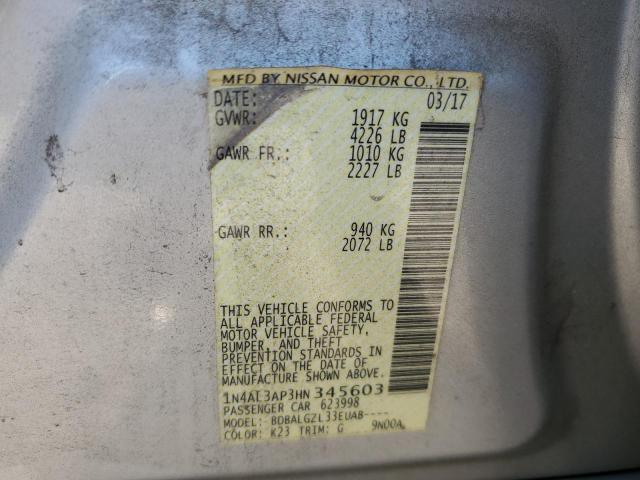 MFD BY NISSAN MOTOR CO., LTD.
DATE: 03/17
GVWR: 1917 KG
4226 LB
GAWR FR.: 1010 KG
2227 LB
GAWR RR.: 940 KG
2072 LB
THIS VEHICLE CONFORMS TO
ALL APPLICABLE FEDERAL
MOTOR VEHICLE SAFETY,
BUMPER, AND THEFT
PREVENTION STANDARDS IN
EFFECT ON THE DATE OF
MANUFACTURE SHOWN ABOVE.
1N4AL3AP3HN345603
PASSENGER CAR 623998
MODEL: BDBALGZL33EUAB----
COLOR: K23 TRIM: G 9N00A